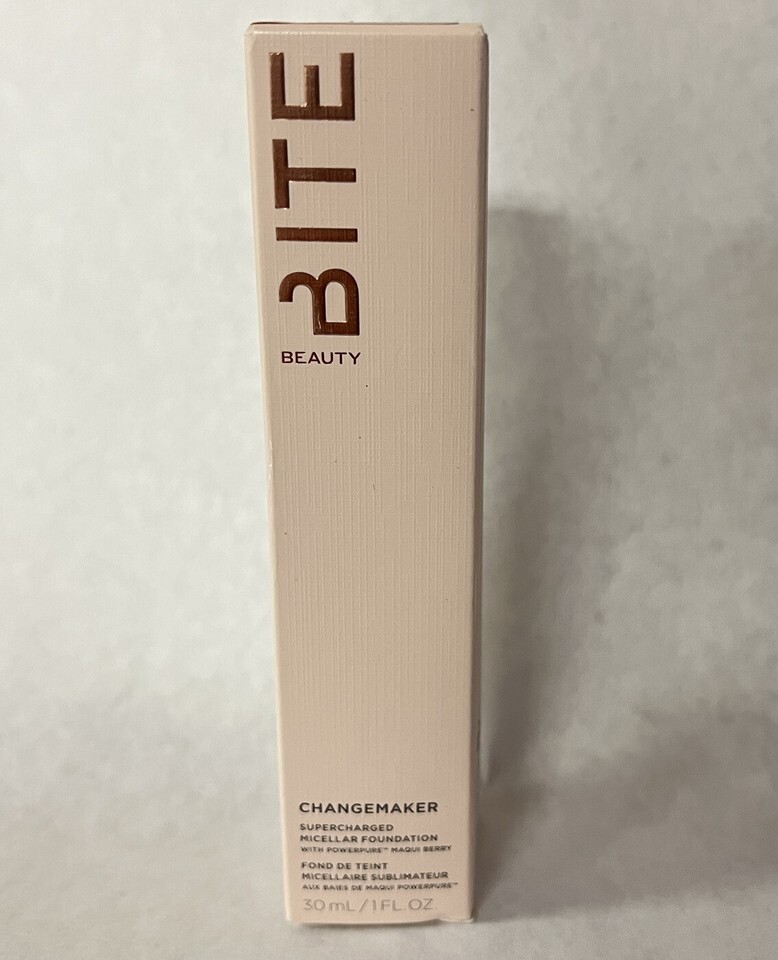 BITE
BEAUTY
CHANGEMAKER
SUPERCHARGED
MICELLAR FOUNDATION
WITH POWERPURE™ MAQUI BERRY
FOND DE TEINT
MICELLAIRE SUBLIMATEUR
AUX BAIES DE MAQUI POWERPURE™
30 mL / 1 FL. OZ.